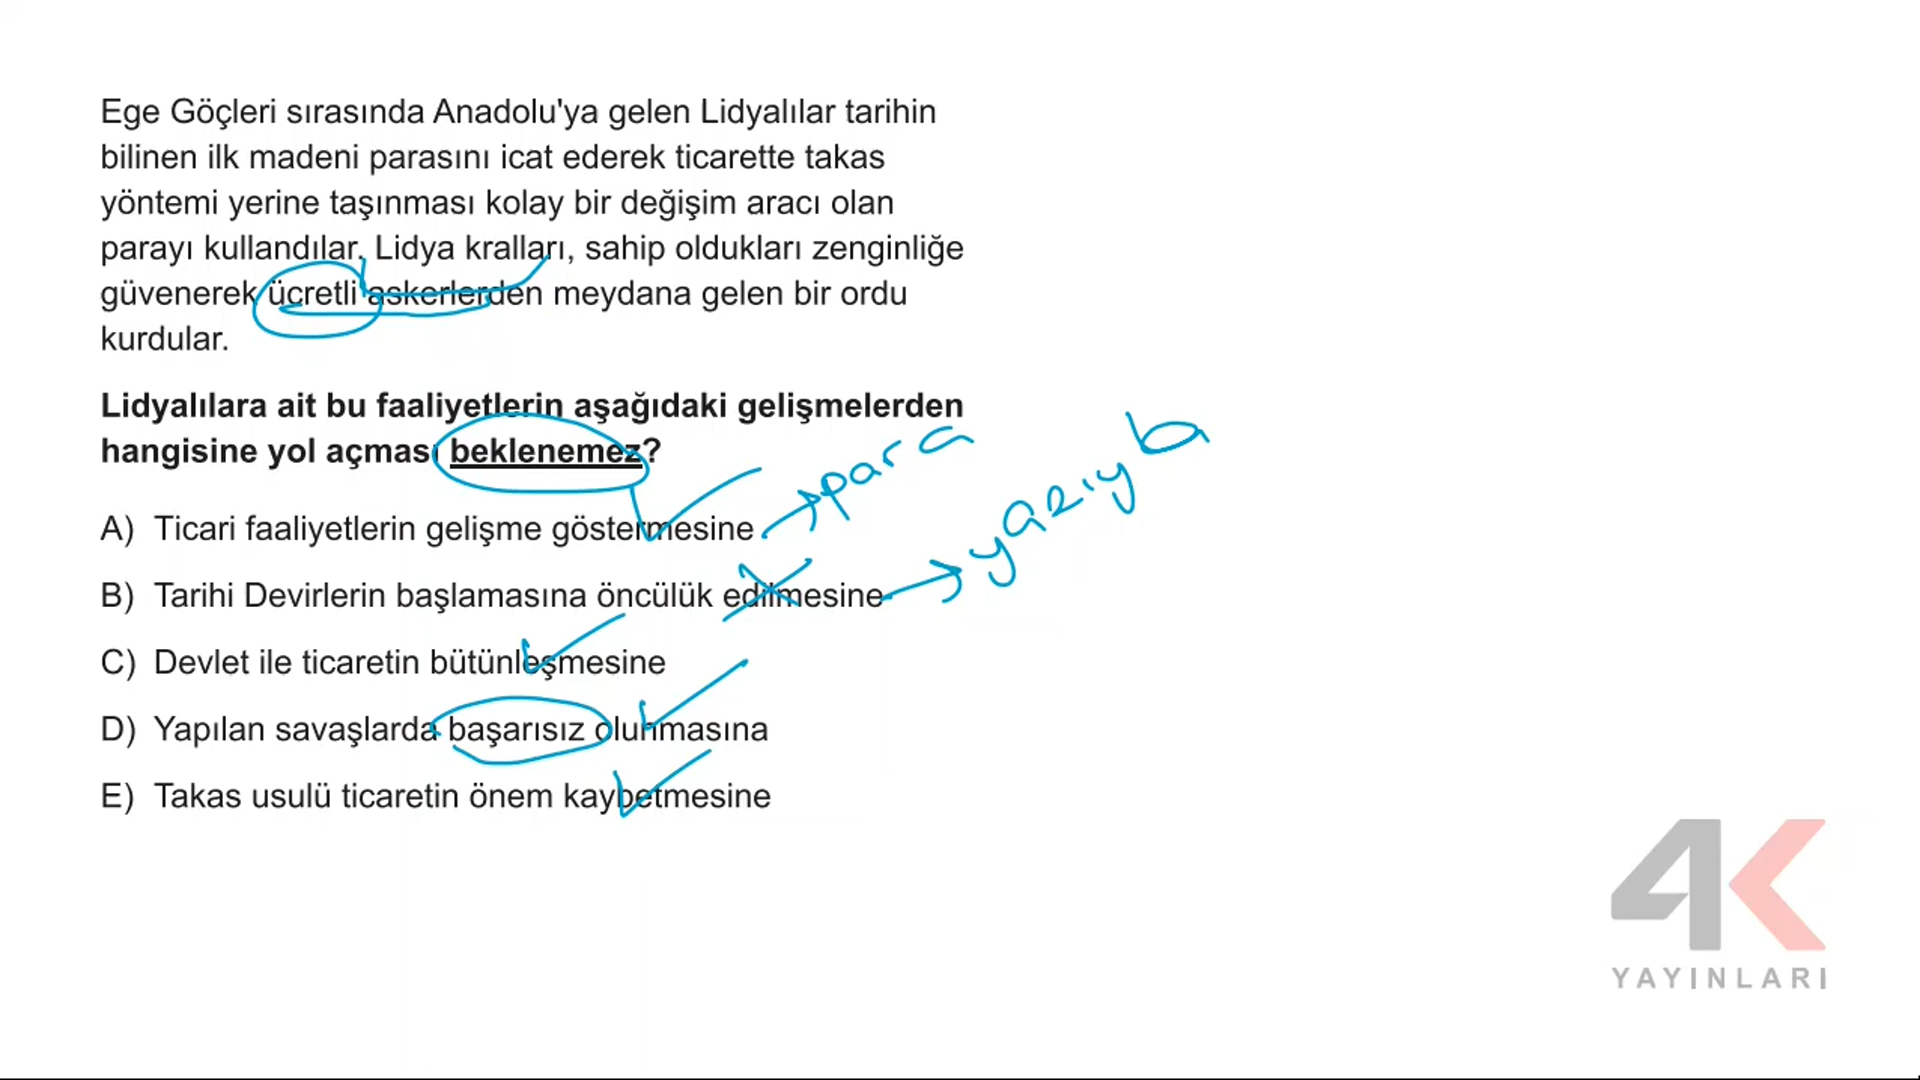 Ege Göçleri sırasında Anadolu'ya gelen Lidyalılar tarihin
bilinen ilk madeni parasını icat ederek ticarette takas
yöntemi yerine taşınması kolay bir değişim aracı olan
parayı kullandılar. Lidya kralları, sahip oldukları zenginliğe
güvenerek ücretli askerlerden meydana gelen bir ordu
kurdular.
Lidyalılara ait bu faaliyetlerin aşağıdaki gelişmelerden
hangisine yol açması beklenemez?
A) Ticari faaliyetlerin gelişme göstermesine
para
B) Tarihi Devirlerin başlamasına öncülük edilmesine
yazıyla
C) Devlet ile ticaretin bütünleşmesine
D) Yapılan savaşlarda başarısız olunmasına
E) Takas usulü ticaretin önem kaybetmesine
4K
YAYINLARI